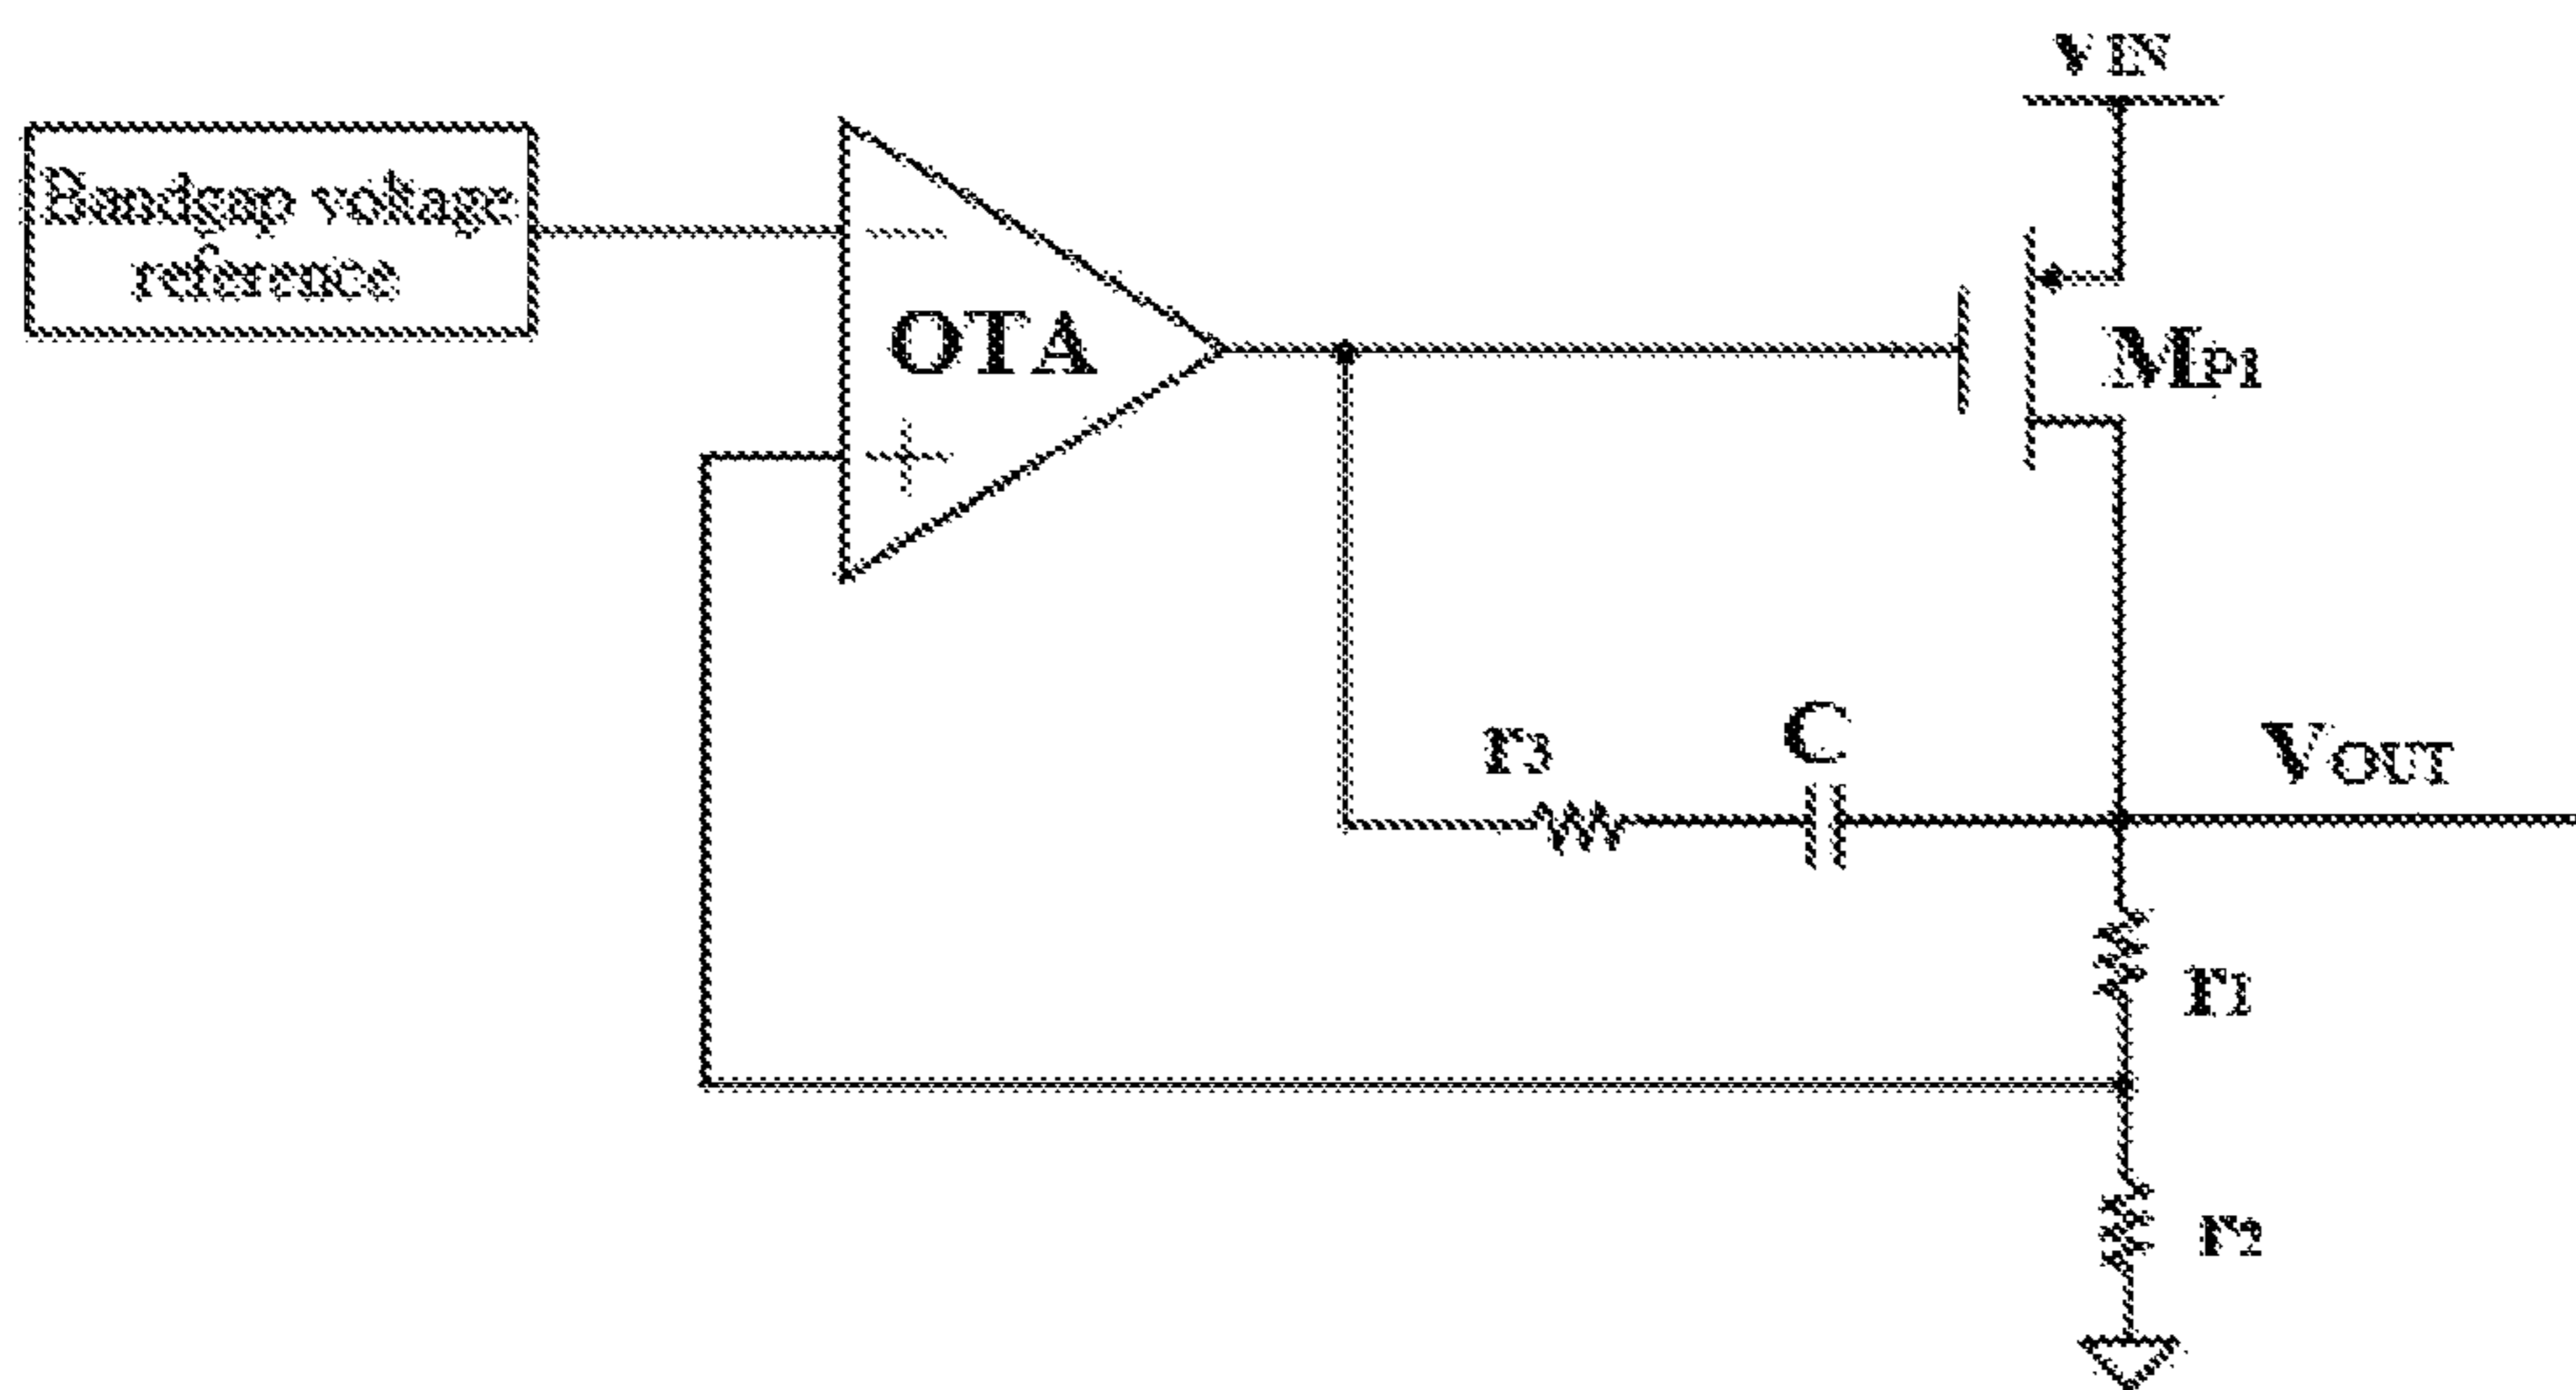 VIN
Bandgap voltage
reference
−
OTA
+
MP1
r3
C
VOUT
r1
r2